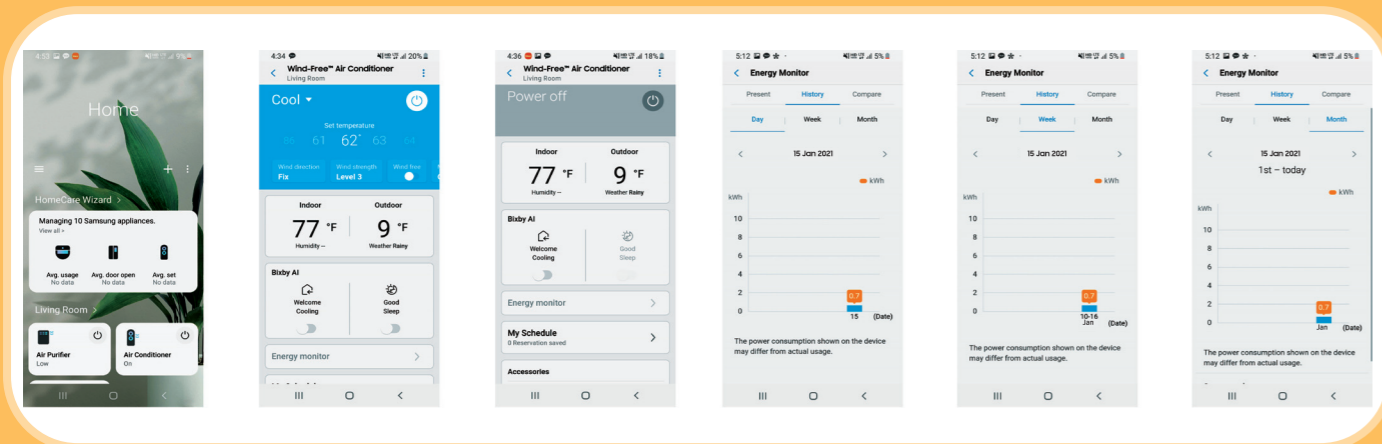 4:53 9%
Home
HomeCare Wizard >
Managing 10 Samsung appliances.
View all >
Avg. usage Avg. door open Avg. set
No data No data No data
Living Room >
Air Purifier Air Conditioner
Low On
4:34 20%
< Wind-Free™ Air Conditioner
Living Room
Cool
Set temperature
61 62° 63 64
Wind direction Wind strength Wind free
Fix Level 3
Indoor Outdoor
77 °F 9 °F
Humidity -- Weather Rainy
Bixby AI
Welcome Good
Cooling Sleep
Energy monitor >
4:36 18%
< Wind-Free™ Air Conditioner
Living Room
Power off
Indoor Outdoor
77 °F 9 °F
Humidity -- Weather Rainy
Bixby AI
Welcome Good
Cooling Sleep
Energy monitor >
My Schedule
0 Reservation saved >
Accessories
5:12 5%
< Energy Monitor
Present History Compare
Day Week Month
< 15 Jan 2021 >
kWh
kWh
10
8
6
4
2 0.7
0
15 (Date)
The power consumption shown on the device
may differ from actual usage.
5:12 5%
< Energy Monitor
Present History Compare
Day Week Month
< 15 Jan 2021 >
kWh
kWh
10
8
6
4
2 0.7
0
10-16
Jan (Date)
The power consumption shown on the device
may differ from actual usage.
5:12 5%
< Energy Monitor
Present History Compare
Day Week Month
< 15 Jan 2021 >
1st – today
kWh
kWh
10
8
6
4
2 0.7
0
Jan (Date)
The power consumption shown on the device
may differ from actual usage.